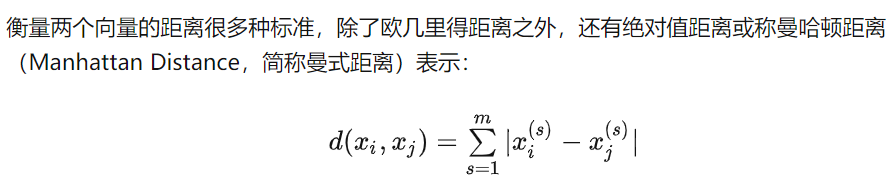 衡量两个向量的距离很多种标准，除了欧几里得距离之外，还有绝对值距离或称曼哈顿距离
（Manhattan Distance，简称曼式距离）表示：
d(x_i, x_j) = \sum_{s=1}^{m} |x_i^{(s)} - x_j^{(s)}|